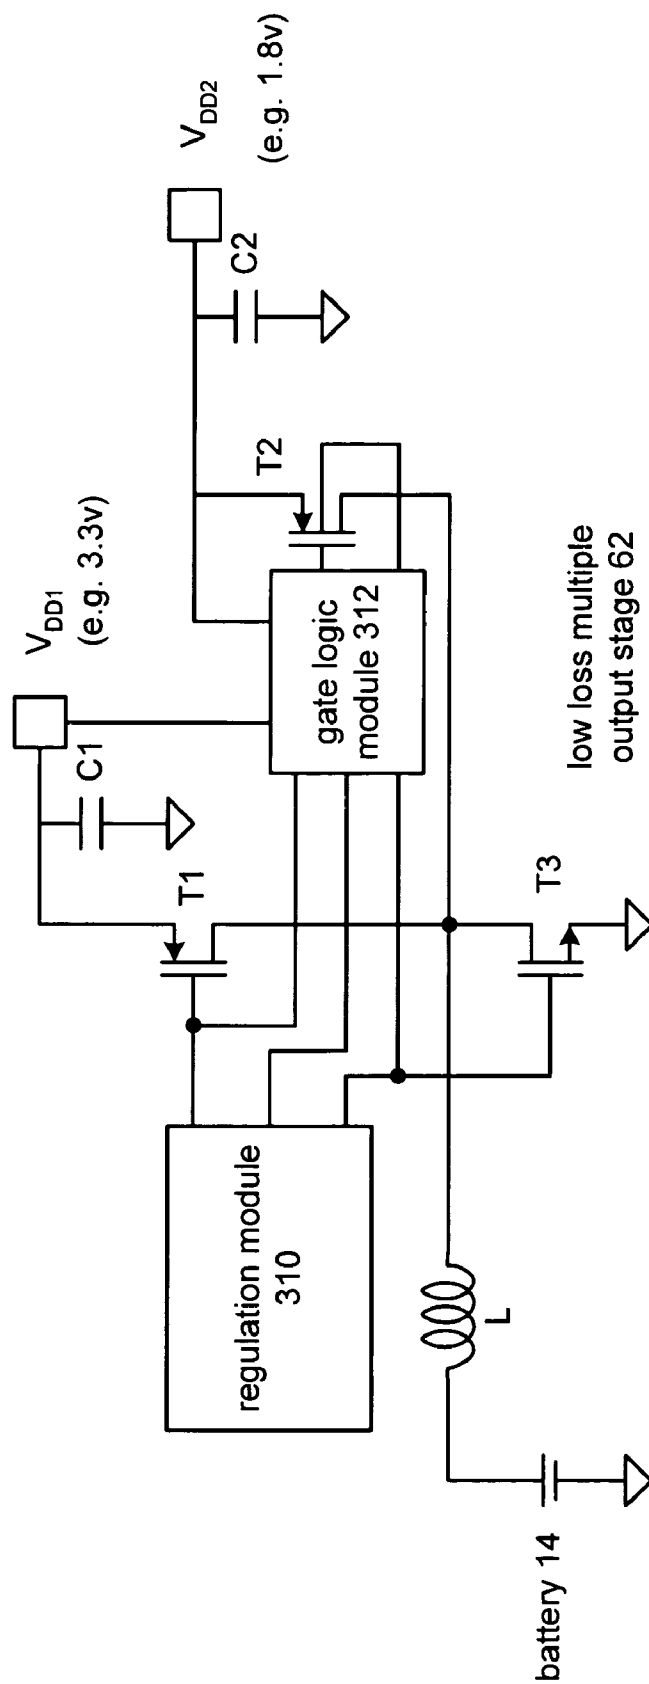 V_DD1
(e.g. 3.3v)
V_DD2
(e.g. 1.8v)
C1
C2
T1
T2
regulation module
310
gate logic
module 312
T3
L
battery 14
low loss multiple
output stage 62